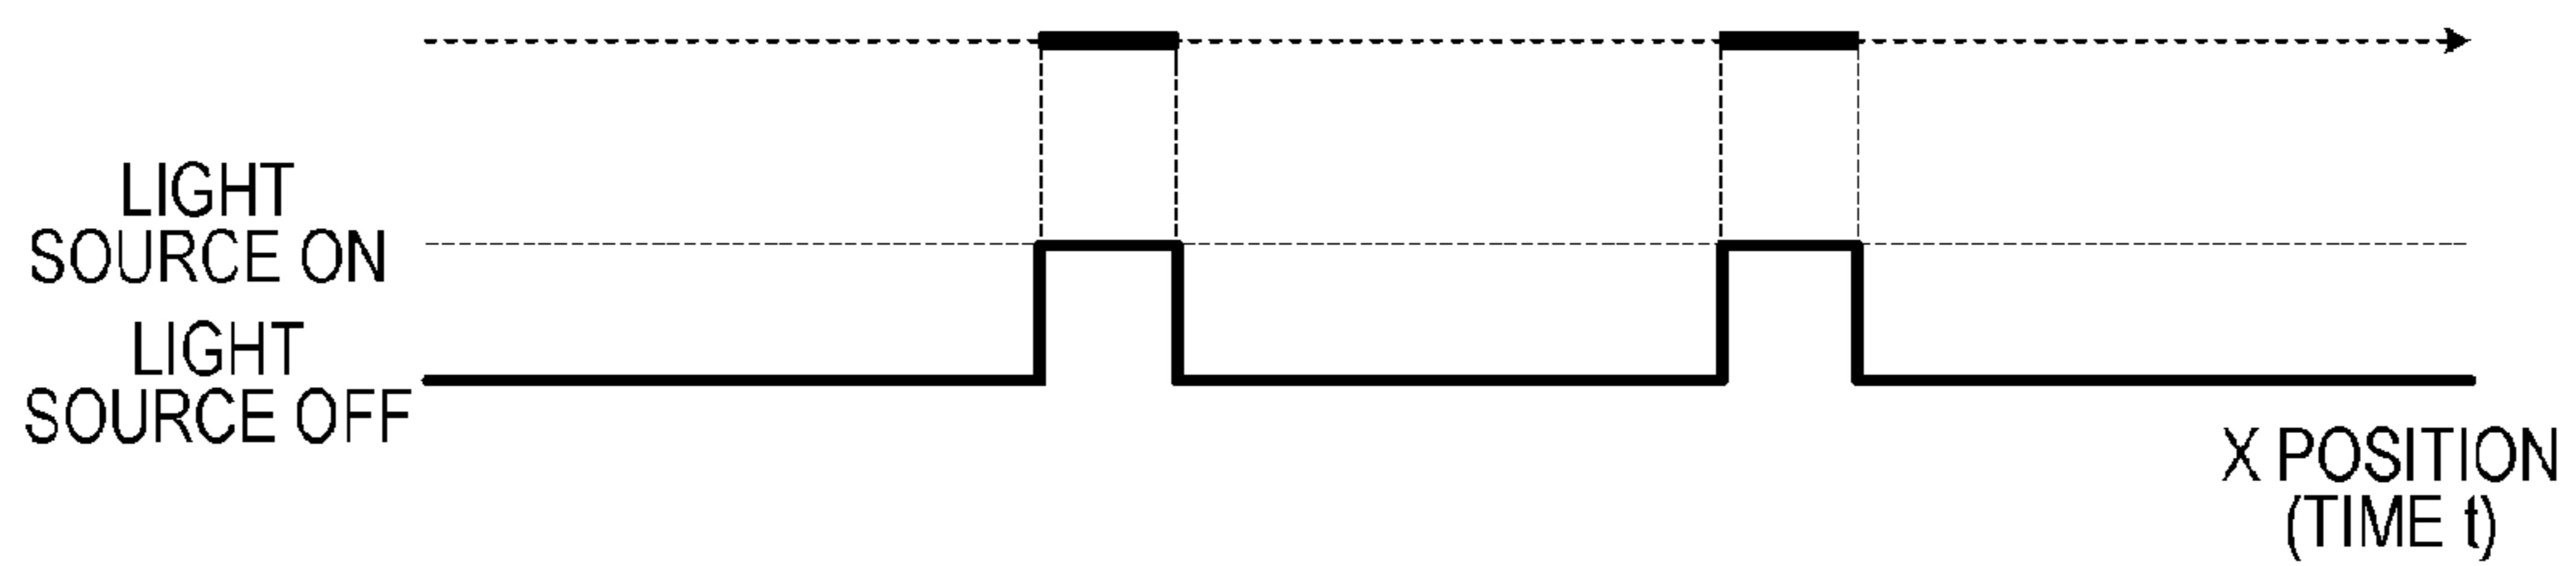 LIGHT
SOURCE ON
LIGHT
SOURCE OFF
X POSITION
(TIME t)